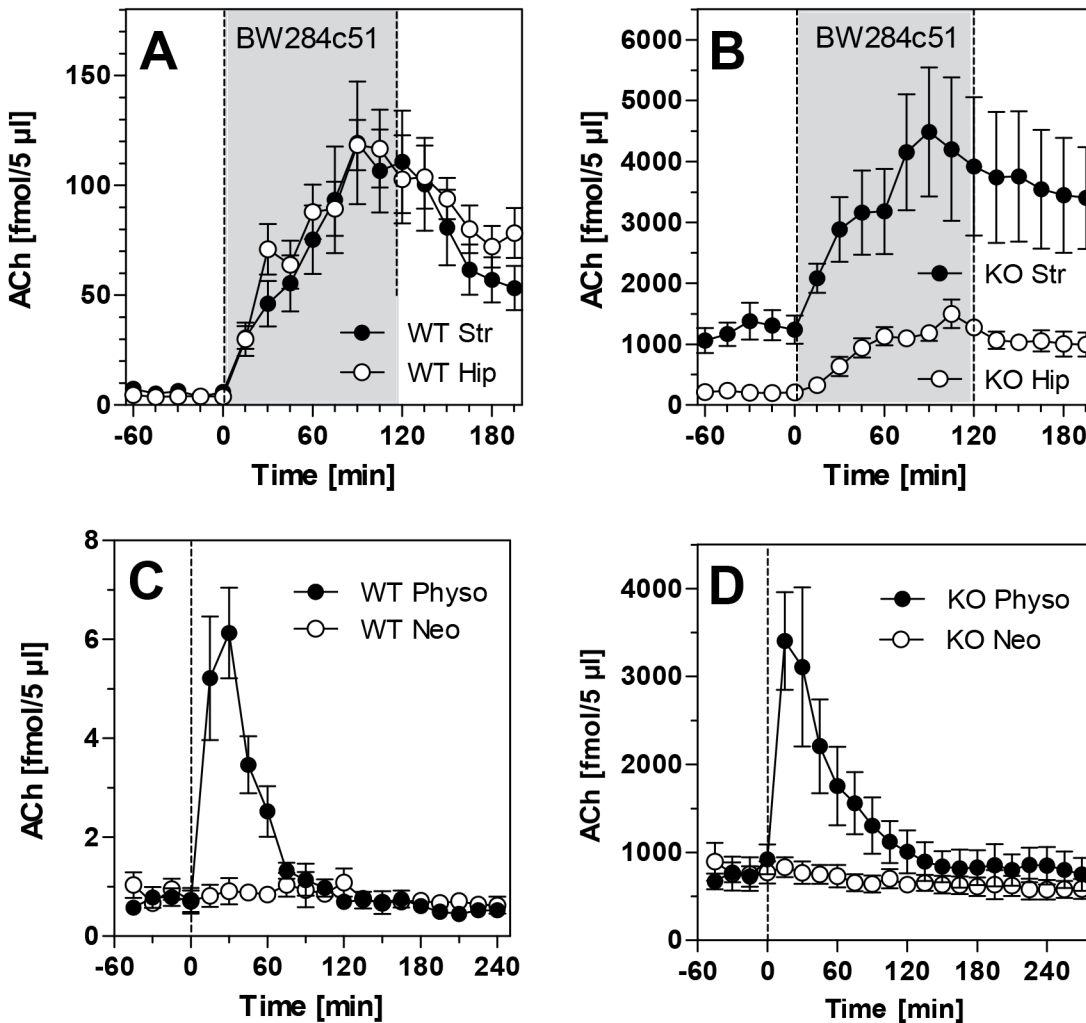 A
BW284c51
ACh [fmol/5 µl]
150
100
50
0
WT Str
WT Hip
-60 0 60 120 180
Time [min]
B
BW284c51
ACh [fmol/5 µl]
6000
5000
4000
3000
2000
1000
0
KO Str
KO Hip
-60 0 60 120 180
Time [min]
C
WT Physo
WT Neo
ACh [fmol/5 µl]
8
6
4
2
0
-60 0 60 120 180 240
Time [min]
D
KO Physo
KO Neo
ACh [fmol/5 µl]
4000
3000
2000
1000
0
-60 0 60 120 180 240
Time [min]